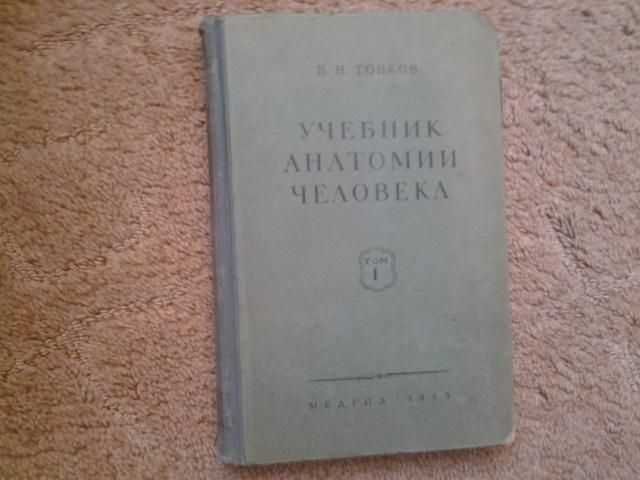 В. Н. ТОНКОВ
УЧЕБНИК
АНАТОМИИ
ЧЕЛОВЕКА
ТОМ
I
МЕДГИЗ